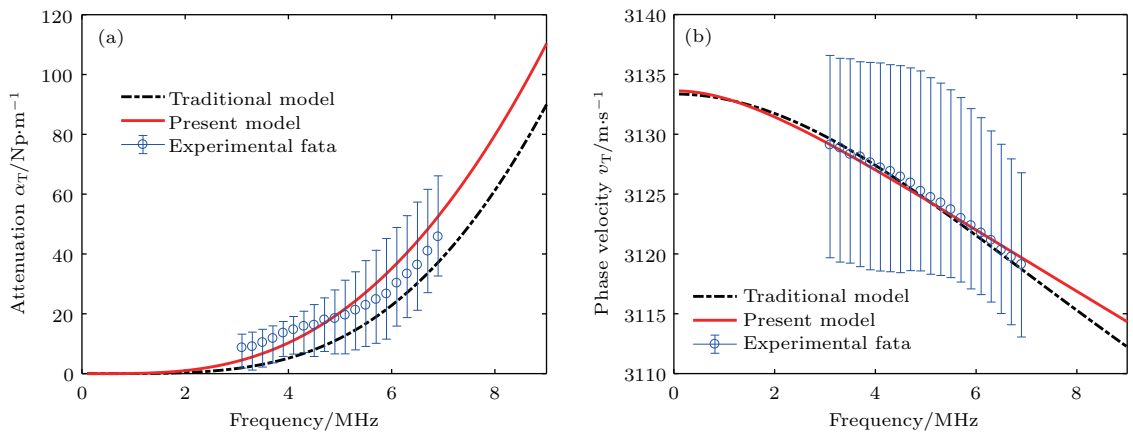 (a)
Traditional model
Present model
Experimental fata
Attenuation αT/Np·m−1
120
100
80
60
40
20
0
0
2
4
6
8
Frequency/MHz
(b)
Traditional model
Present model
Experimental fata
Phase velocity vT/m·s−1
3140
3135
3130
3125
3120
3115
3110
0
2
4
6
8
Frequency/MHz